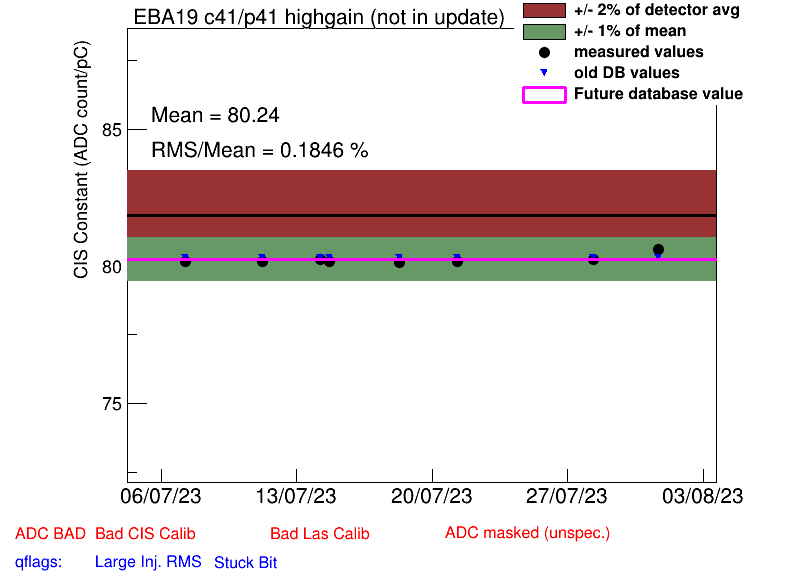 EBA19 c41/p41 highgain (not in update)
+/- 2% of detector avg
+/- 1% of mean
measured values
old DB values
Future database value
CIS Constant (ADC count/pC)
Mean = 80.24
RMS/Mean = 0.1846 %
85
80
75
06/07/23 13/07/23 20/07/23 27/07/23 03/08/23
ADC BAD Bad CIS Calib Bad Las Calib ADC masked (unspec.)
qflags: Large Inj. RMS Stuck Bit